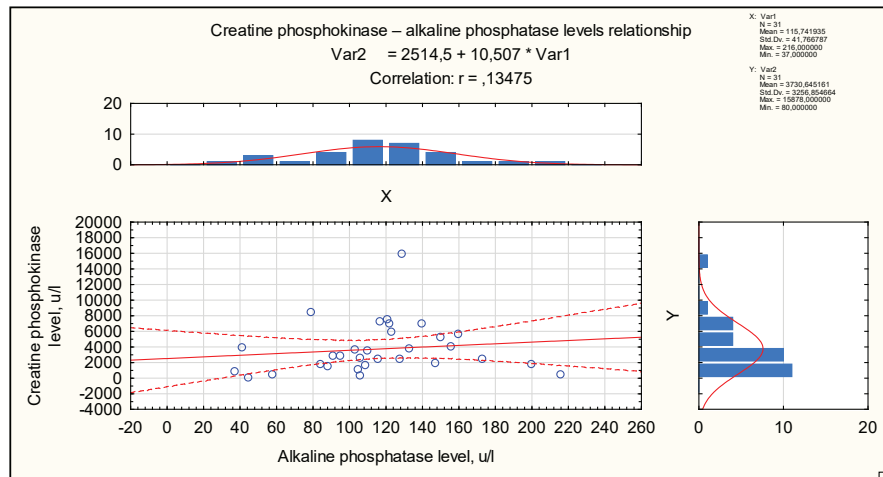 Creatine phosphokinase – alkaline phosphatase levels relationship
Var2 = 2514,5 + 10,507 * Var1
Correlation: r = ,13475
X: Var1
N = 31
Mean = 115,741935
Std.Dv. = 41,766787
Max. = 216,000000
Min. = 37,000000
Y: Var2
N = 31
Mean = 3730,645161
Std.Dv. = 3256,854664
Max. = 15878,000000
Min. = 80,000000
20
10
0
X
Creatine phosphokinase
level, u/l
20000
18000
16000
14000
12000
10000
8000
6000
4000
2000
0
-2000
-4000
-20 0 20 40 60 80 100 120 140 160 180 200 220 240 260
Alkaline phosphatase level, u/l
Y
0 10 20